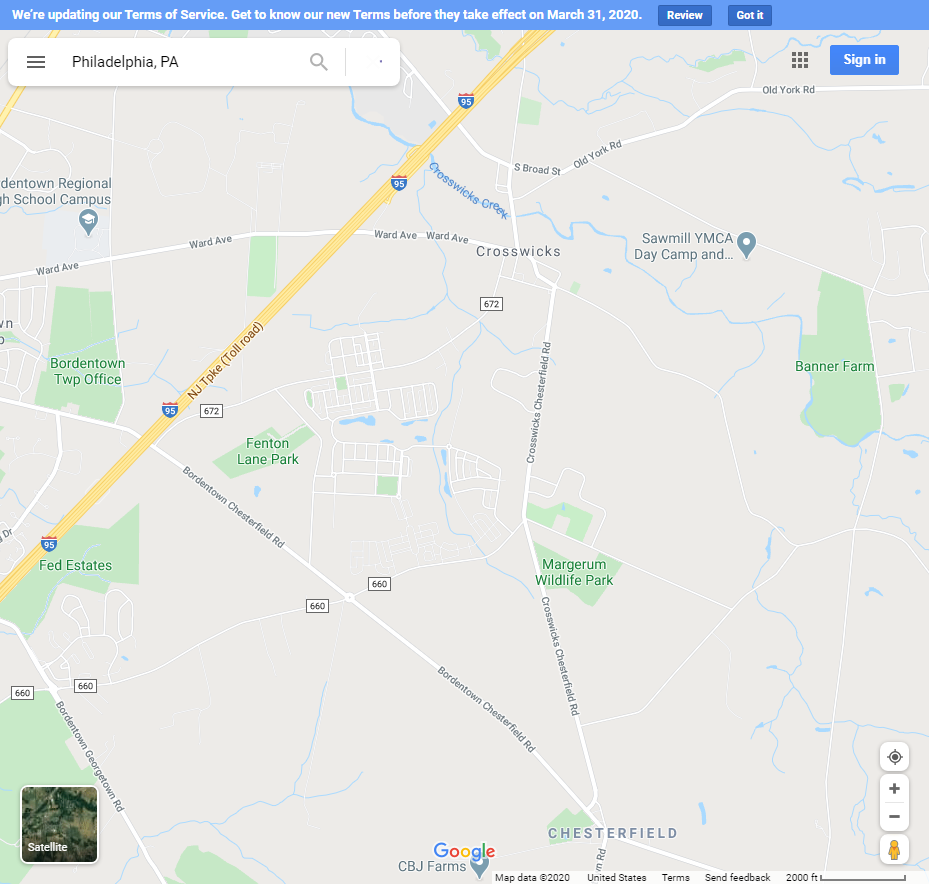 We're updating our Terms of Service. Get to know our new Terms before they take effect on March 31, 2020. Review Got it
Philadelphia, PA
Sign in
Old York Rd
95
Old York Rd
S Broad St
Crosswicks Creek
95
dentown Regional
gh School Campus
Ward Ave
Ward Ave
Ward Ave
Ward Ave
Crosswicks
Sawmill YMCA
Day Camp and...
672
NJ Tpke (Toll road)
Bordentown
Twp Office
Banner Farm
Crosswicks Chesterfield Rd
95
672
Fenton
Lane Park
Bordentown Chesterfield Rd
Dr
95
Fed Estates
Margerum
Wildlife Park
660
660
Crosswicks Chesterfield Rd
660
660
Bordentown Chesterfield Rd
Bordentown Georgetown Rd
Satellite
CHESTERFIELD
Google
CBJ Farms
Map data ©2020 United States Terms Send feedback 2000 ft